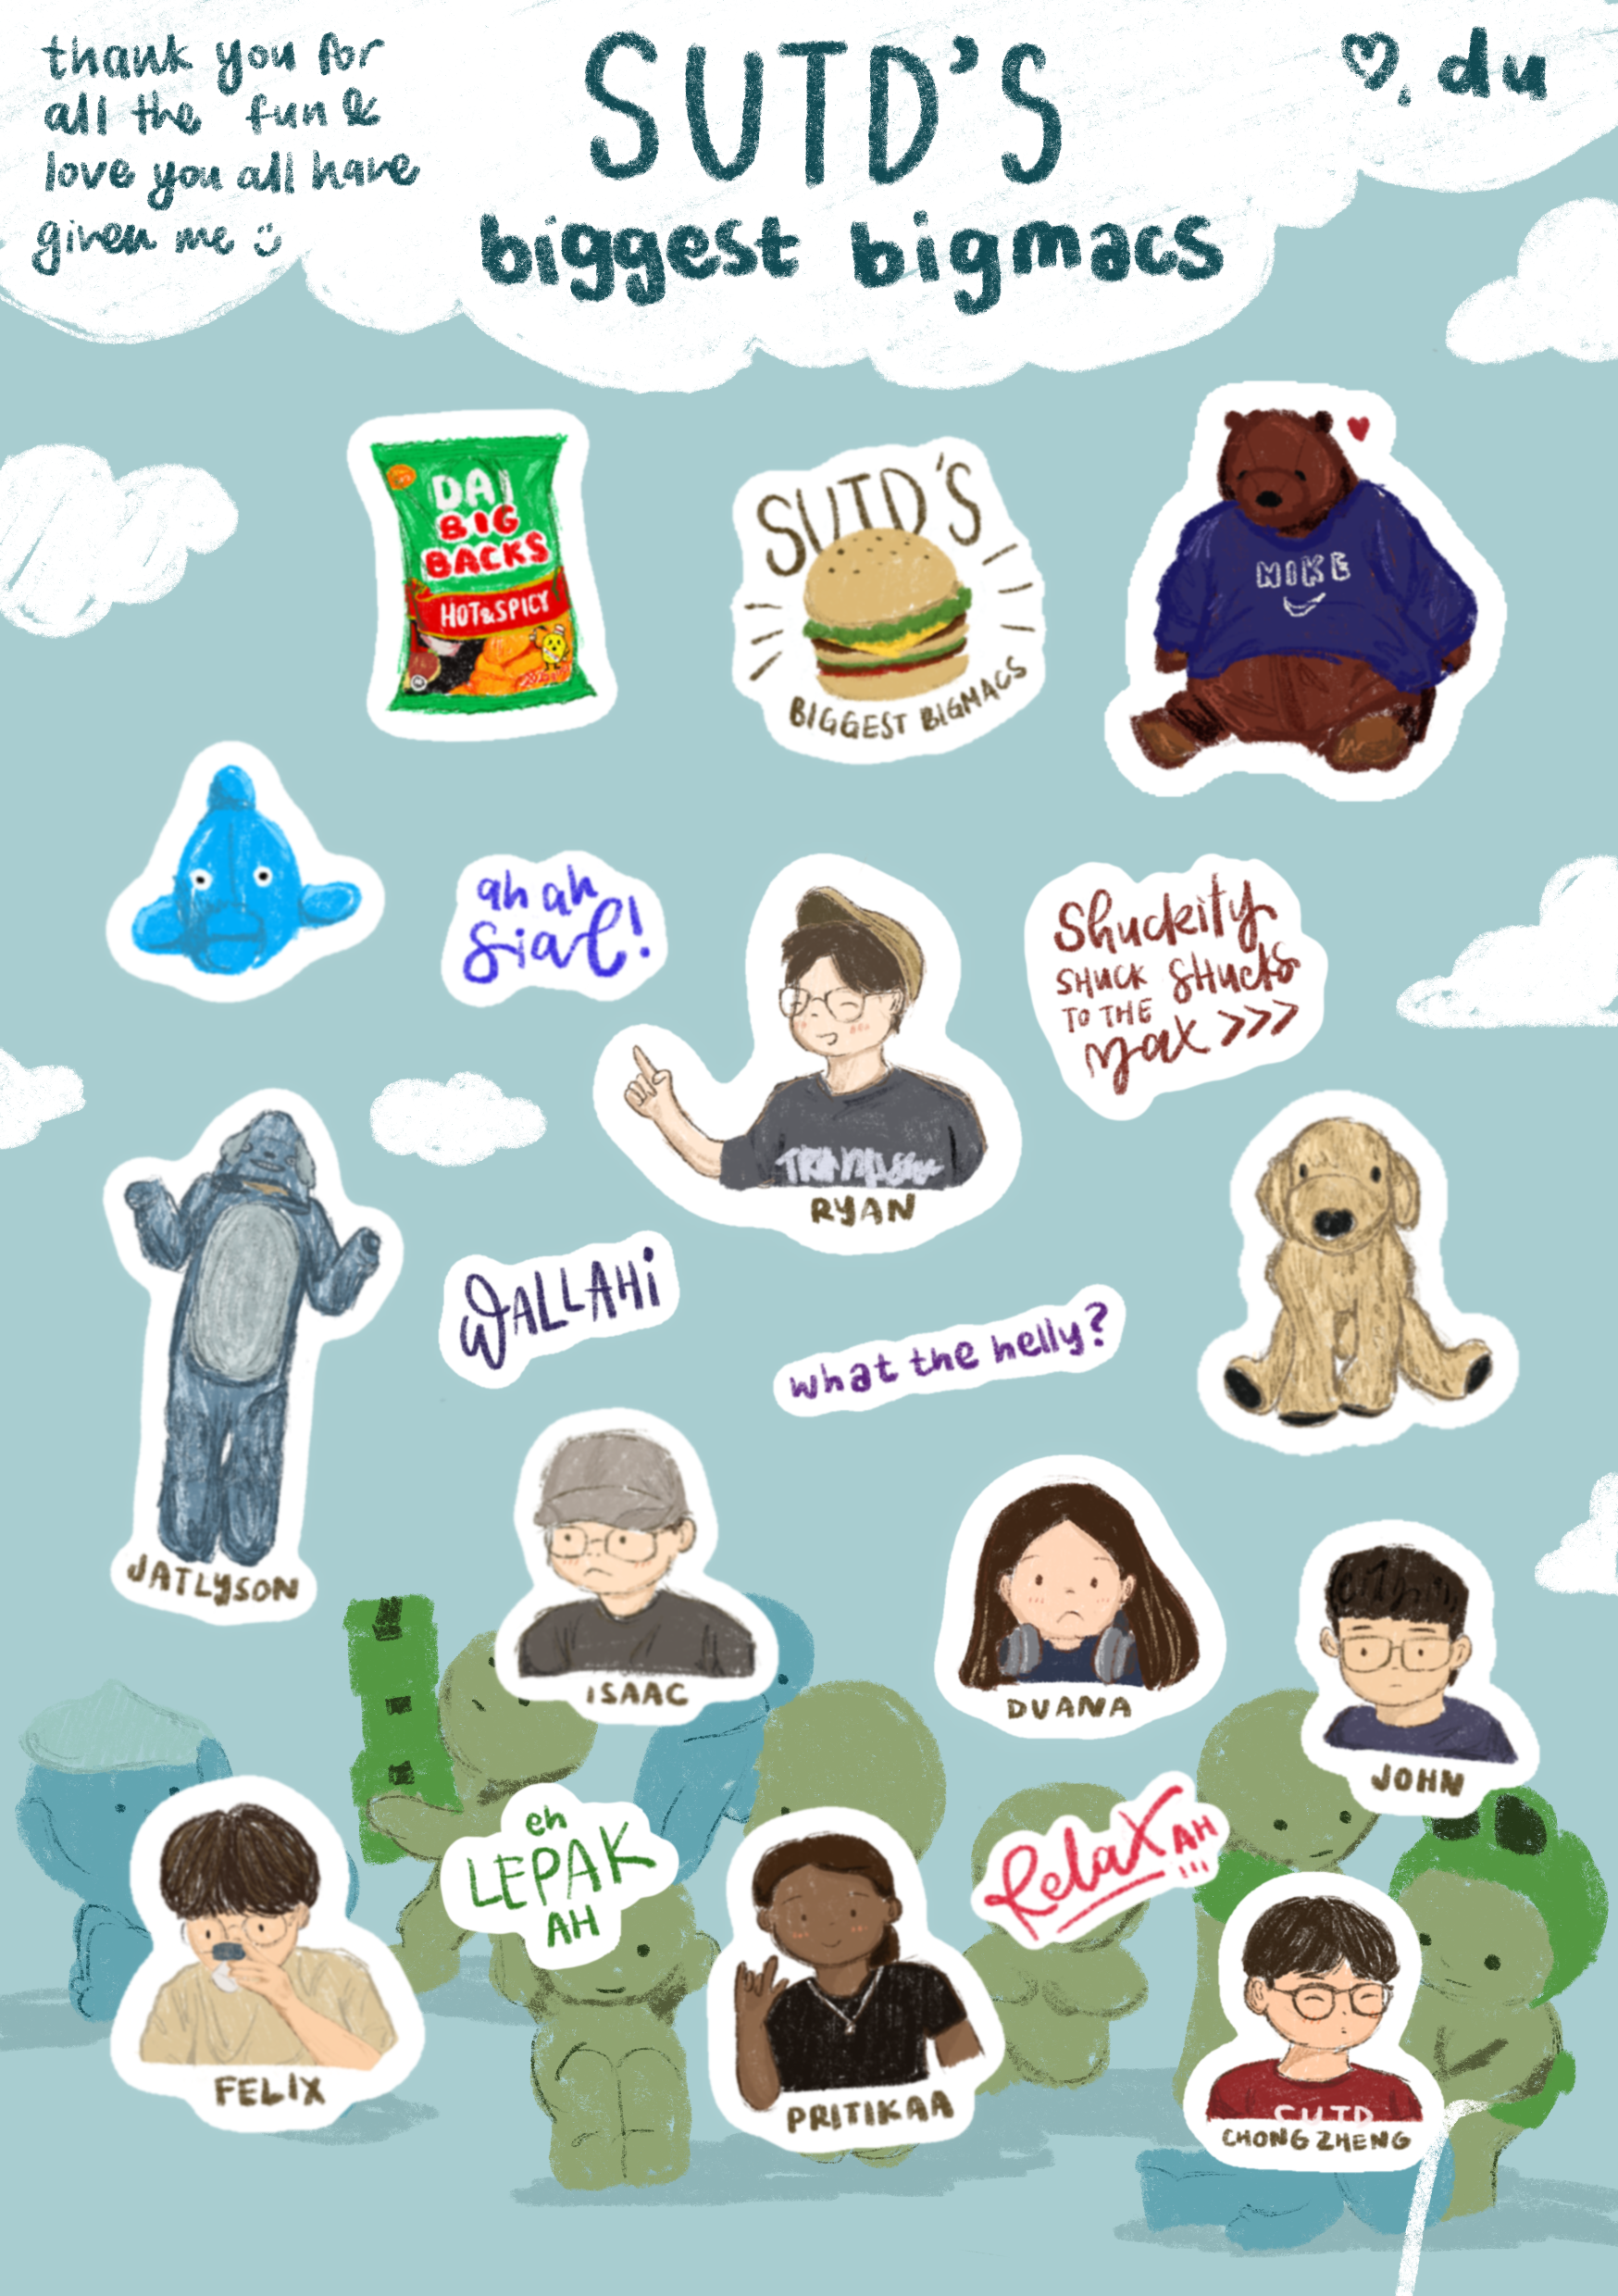 thank you for
all the fun &
love you all have
given me
SUTD'S
biggest bigmacs
♡, du
DA
BIG
BACKS
HOT&SPICY
SUTD'S
BIGGEST BIGMACS
NIKE
ah ah
sial!
RYAN
Shuckity
SHUCK SHUCKS
TO THE
MAX >>>
JATLYSON
WALLAHi
what the helly?
iSAAC
DUANA
JOHN
FELIX
eh
LEPAK
AH
PRITIKAA
Relax AH
!!!
SUTD
CHONG ZHENG